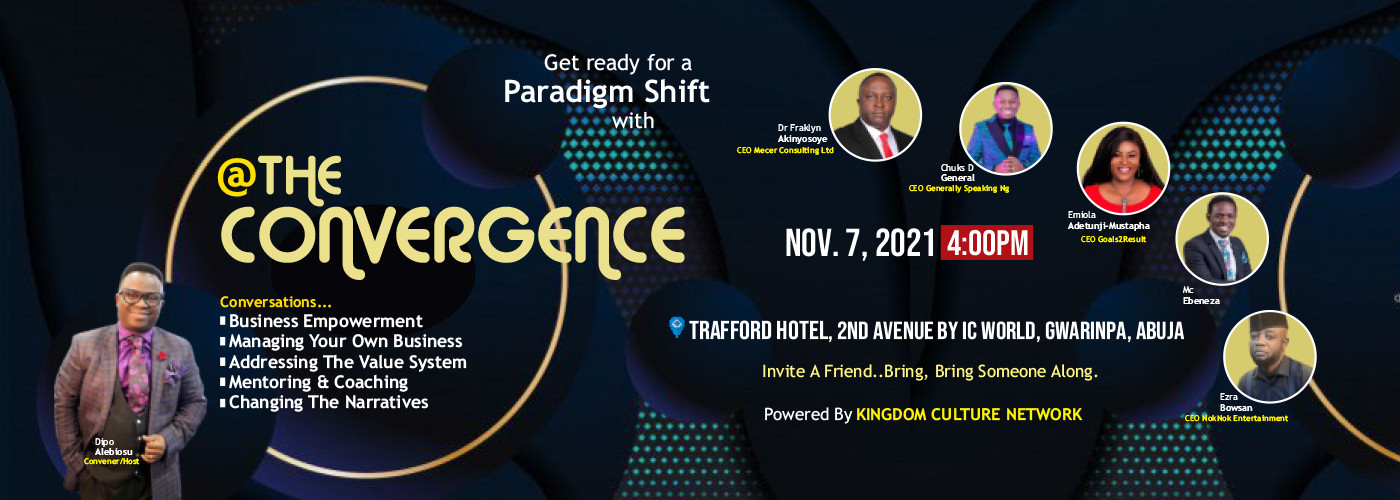 Get ready for a
Paradigm Shift
with
@THE
CONVERGENCE
Conversations...
Business Empowerment
Managing Your Own Business
Addressing The Value System
Mentoring & Coaching
Changing The Narratives
Dipo
Alebiosu
Convener/Host
Dr Fraklyn
Akinyosoye
CEO Mecer Consulting Ltd
Chuks D
General
CEO Generally Speaking Ng
Emiola
Adetunji-Mustapha
CEO Goals2Result
Mc
Ebeneza
Ezra
Bowsan
CEO NokNok Entertainment
NOV. 7, 2021 4:00PM
TRAFFORD HOTEL, 2ND AVENUE BY IC WORLD, GWARINPA, ABUJA
Invite A Friend..Bring, Bring Someone Along.
Powered By KINGDOM CULTURE NETWORK